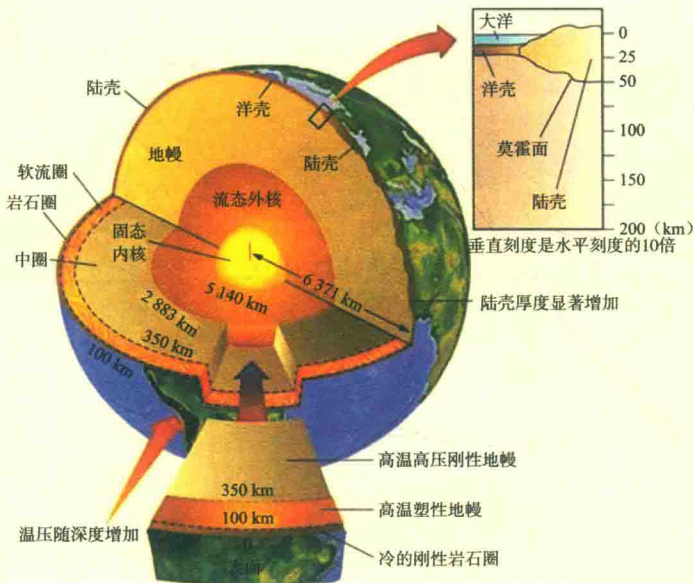 大洋
0
25
50
100
150
200 (km)
洋壳
莫霍面
陆壳
垂直刻度是水平刻度的10倍
陆壳
洋壳
陆壳
地幔
软流圈
岩石圈
中圈
流态外核
固态
内核
6 371 km
5 140 km
2 883 km
350 km
100 km
陆壳厚度显著增加
温压随深度增加
350 km
100 km
0
表面
高温高压刚性地幔
高温塑性地幔
冷的刚性岩石圈